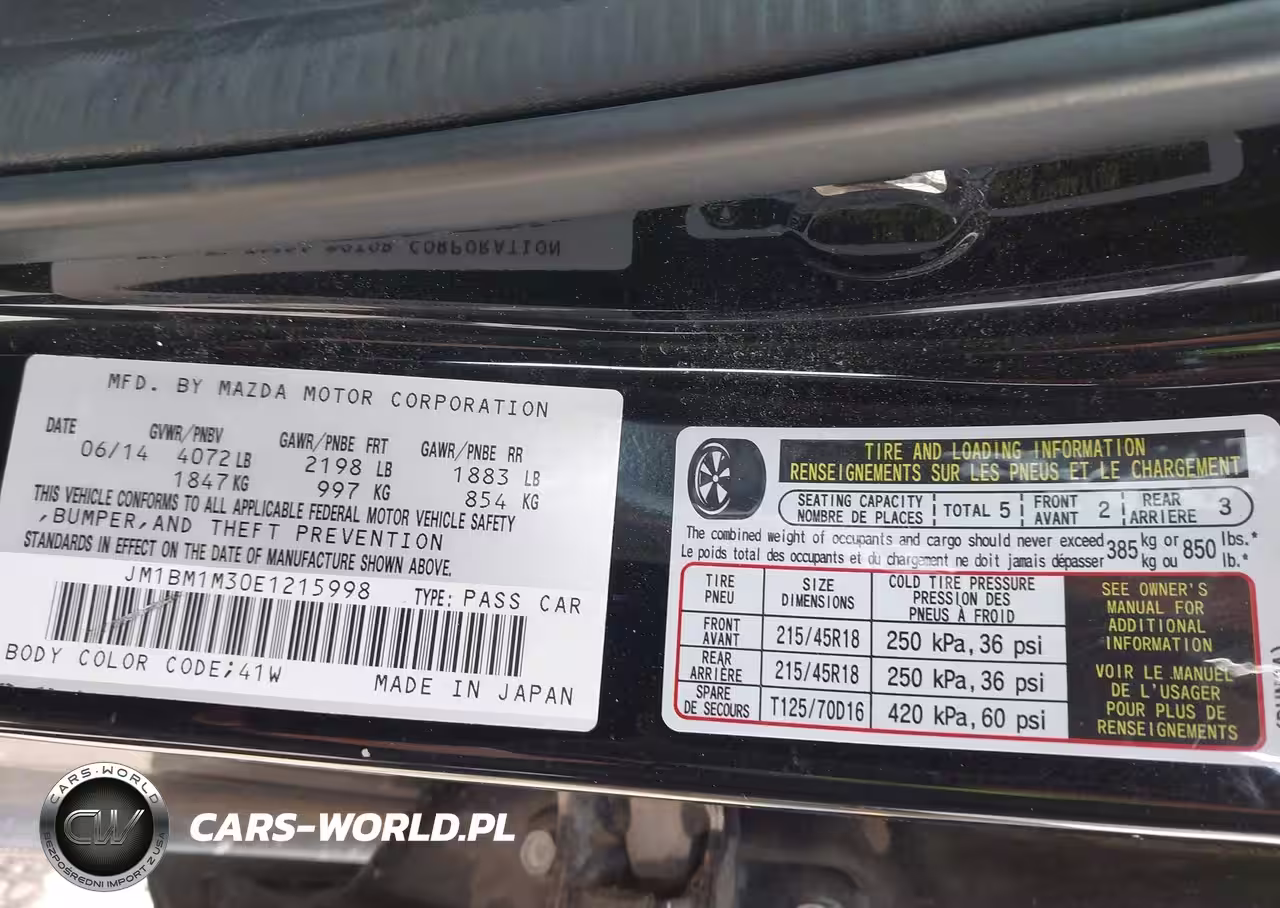 MOTOR CORPORATION
MFD. BY MAZDA MOTOR CORPORATION
DATE GVWR/PNBV GAWR/PNBE FRT GAWR/PNBE RR
06/14 4072 LB 2198 LB 1883 LB
1847 KG 997 KG 854 KG
THIS VEHICLE CONFORMS TO ALL APPLICABLE FEDERAL MOTOR VEHICLE SAFETY
,BUMPER,AND THEFT PREVENTION
STANDARDS IN EFFECT ON THE DATE OF MANUFACTURE SHOWN ABOVE.
JM1BM1M30E1215998 TYPE: PASS CAR
BODY COLOR CODE;41W
MADE IN JAPAN
TIRE AND LOADING INFORMATION
RENSEIGNEMENTS SUR LES PNEUS ET LE CHARGEMENT
SEATING CAPACITY
NOMBRE DE PLACES
TOTAL 5
FRONT
AVANT
2
REAR
ARRIÈRE
3
The combined weight of occupants and cargo should never exceed 385 kg or 850 lbs.*
Le poids total des occupants et du chargement ne doit jamais dépasser kg ou lb.*
TIRE
PNEU
SIZE
DIMENSIONS
COLD TIRE PRESSURE
PRESSION DES
PNEUS À FROID
FRONT
AVANT
215/45R18
250 kPa, 36 psi
REAR
ARRIÈRE
215/45R18
250 kPa, 36 psi
SPARE
DE SECOURS
T125/70D16
420 kPa, 60 psi
SEE OWNER'S
MANUAL FOR
ADDITIONAL
INFORMATION
VOIR LE MANUEL
DE L'USAGER
POUR PLUS DE
RENSEIGNEMENTS
CARS-WORLD
CW
BEZPOŚREDNI IMPORT Z USA
CARS-WORLD.PL